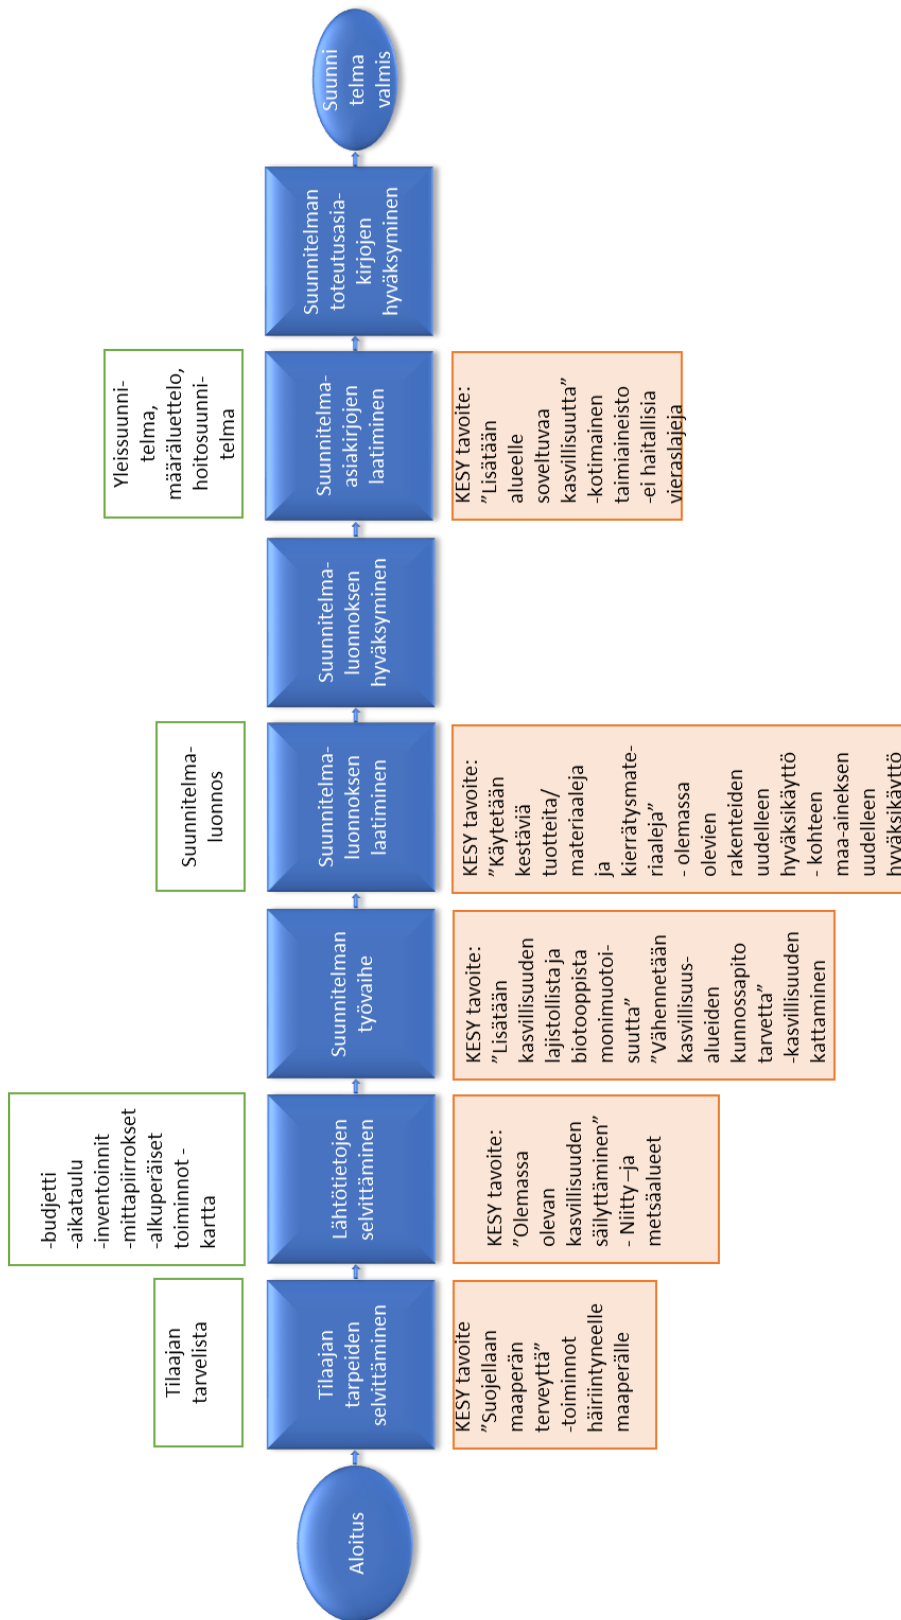 Aloitus
Tilaajan
tarvelista
Tilaajan
tarpeiden
selvittäminen
KESY tavoite
”Suojellaan
maaperän
terveyttä”
-toiminnot
häiriintyneelle
maaperälle
-budjetti
-aikataulu
-inventoinnit
-mittapiirrokset
-alkuperäiset
toiminnot -
kartta
Lähtötietojen
selvittäminen
KESY tavoite:
”Olemassa
olevan
kasvillisuuden
säilyttäminen”
- Niitty –ja
metsäalueet
Suunnitelman
työvaihe
KESY tavoite:
”Lisätään
kasvillisuuden
lajistollista ja
biotooppista
monimuotoi-
suutta”
”Vähennetään
kasvillisuus-
alueiden
kunnossapito
tarvetta”
-kasvillisuuden
kattaminen
Suunnitelma-
luonnos
Suunnitelma-
luonnoksen
laatiminen
KESY tavoite:
”Käytetään
kestäviä
tuotteita/
materiaaleja
ja
kierrätysmate-
riaaleja”
- olemassa
olevien
rakenteiden
uudelleen
hyväksikäyttö
- kohteen
maa-aineksen
uudelleen
hyväksikäyttö
Suunnitelma-
luonnoksen
hyväksyminen
Yleissuunni-
telma,
määräluettelo,
hoitosuunni-
telma
Suunnitelma-
asiakirjojen
laatiminen
KESY tavoite:
”Lisätään
alueelle
soveltuvaa
kasvillisuutta”
-kotimainen
taimiaineisto
-ei haitallisia
vieraslajeja
Suunnitelman
toteutusasia-
kirjojen
hyväksyminen
Suunni
telma
valmis